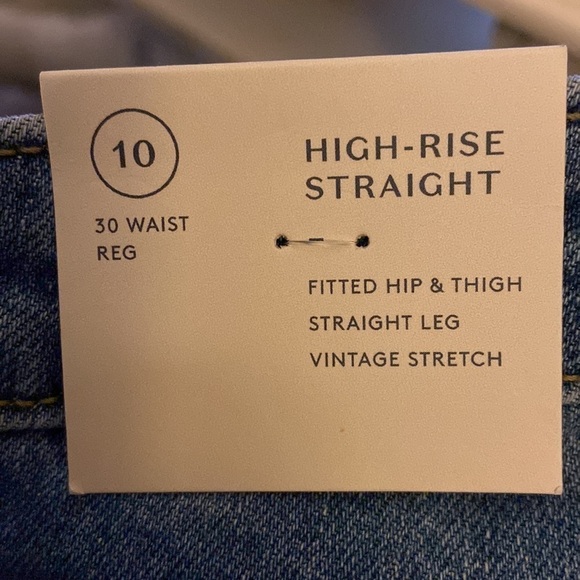 10
30 WAIST
REG
HIGH-RISE
STRAIGHT
FITTED HIP & THIGH
STRAIGHT LEG
VINTAGE STRETCH